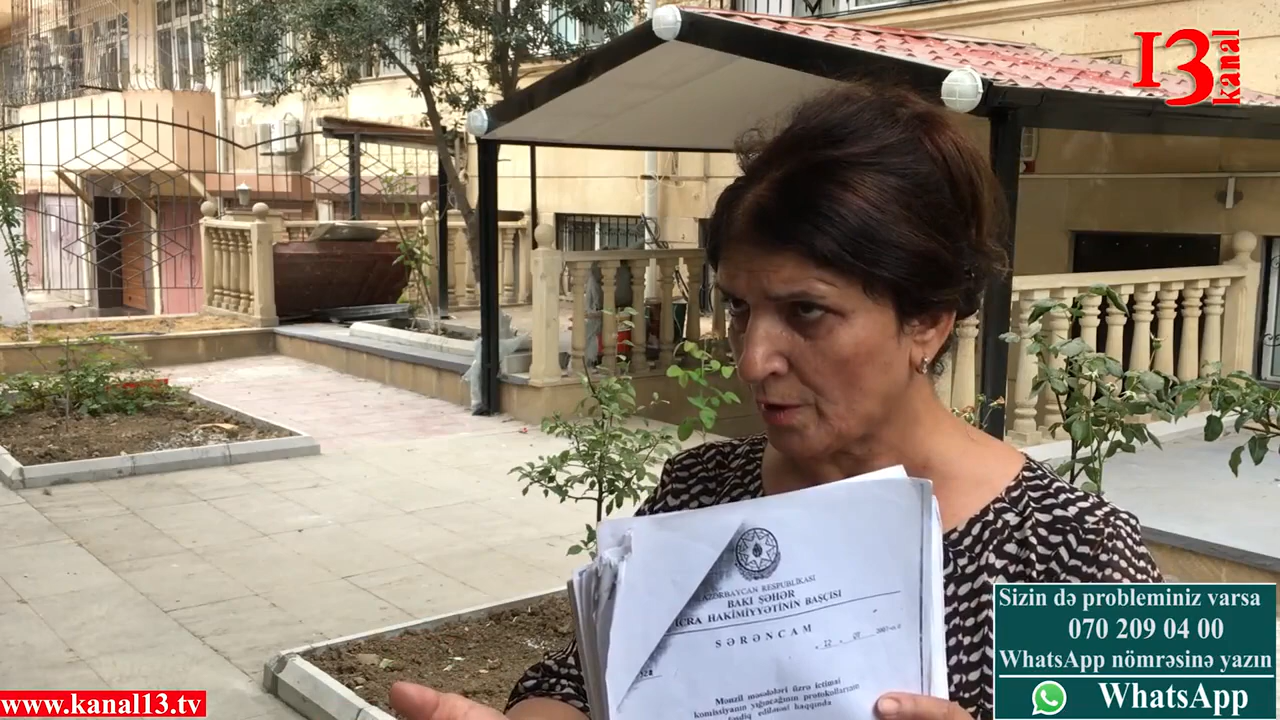 13 kanal
AZƏRBAYCAN RESPUBLİKASI
BAKI ŞƏHƏR
İCRA HAKİMİYYƏTİNİN BAŞÇISI
SƏRƏNCAM
Mənzil məsələləri üzrə ictimai
komissiyanın yığıncağının protokollarının
təsdiq edilməsi haqqında
Sizin də probleminiz varsa
070 209 04 00
WhatsApp nömrəsinə yazın
WhatsApp
www.kanal13.tv